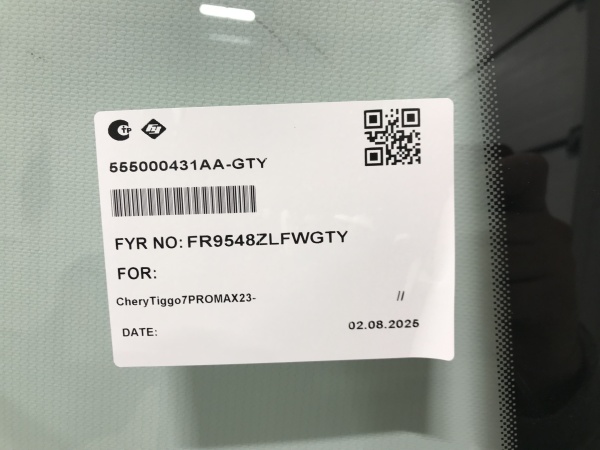 555000431AA-GTY
FYR NO: FR9548ZLFWGTY
FOR:
CheryTiggo7PROMAX23- //
DATE: 02.08.2025